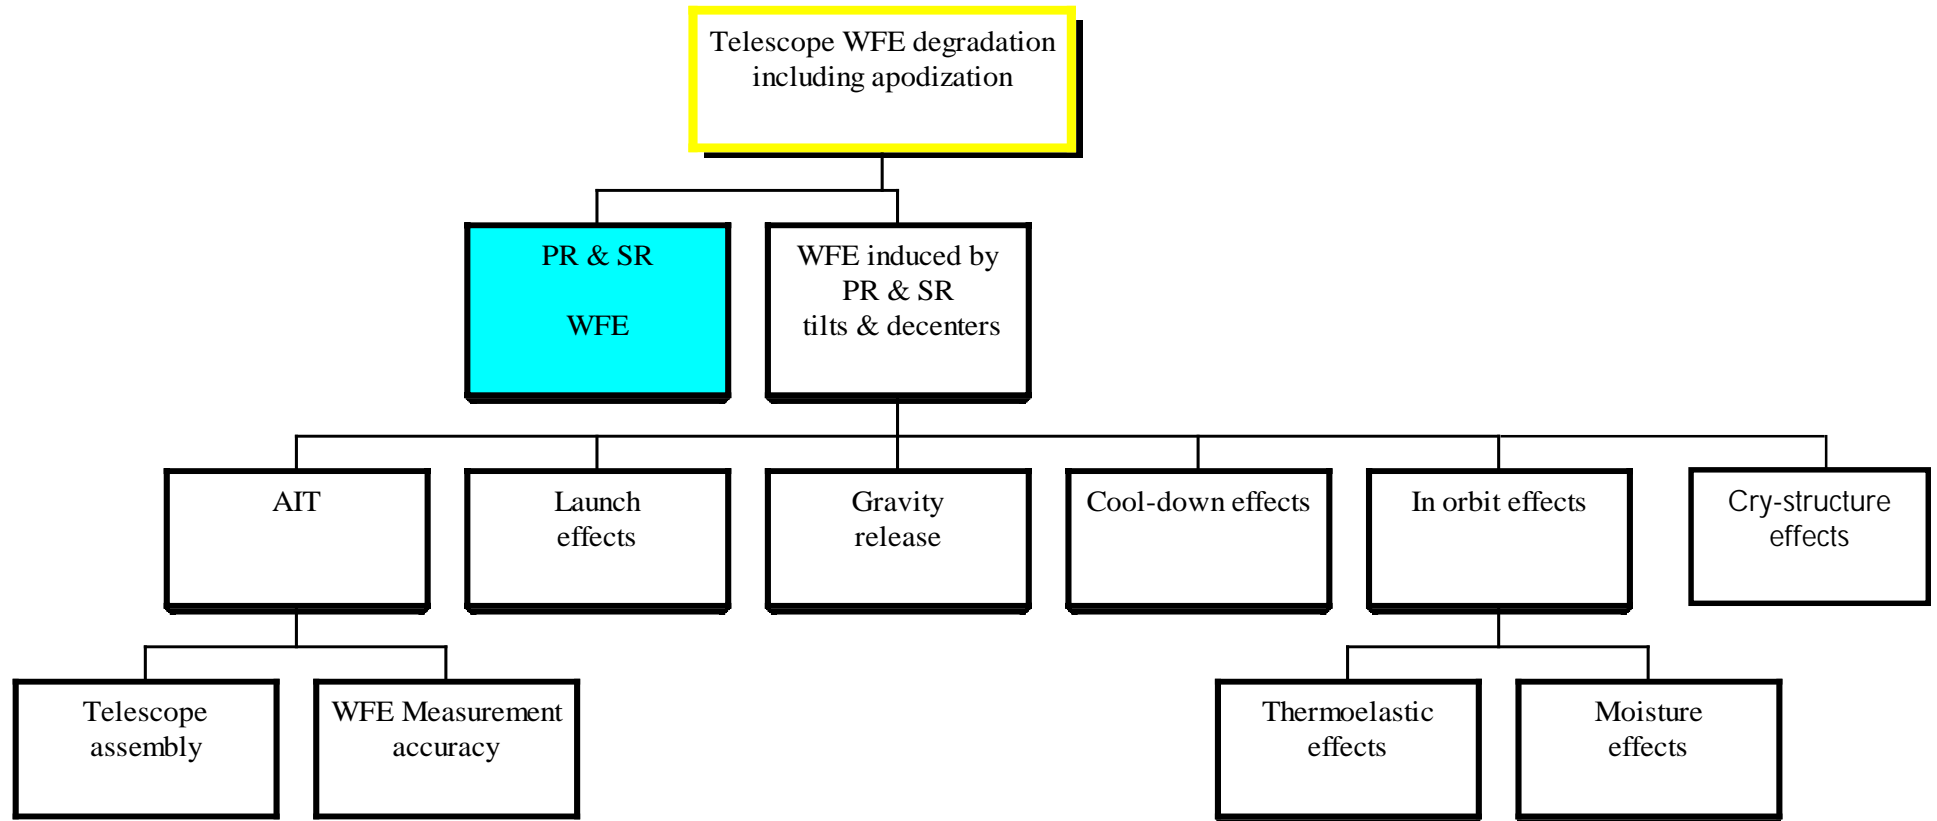 Telescope WFE degradation
including apodization
PR & SR
WFE
WFE induced by
PR & SR
tilts & decenters
AIT
Launch
effects
Gravity
release
Cool-down effects
In orbit effects
Cry-structure
effects
Telescope
assembly
WFE Measurement
accuracy
Thermoelastic
effects
Moisture
effects